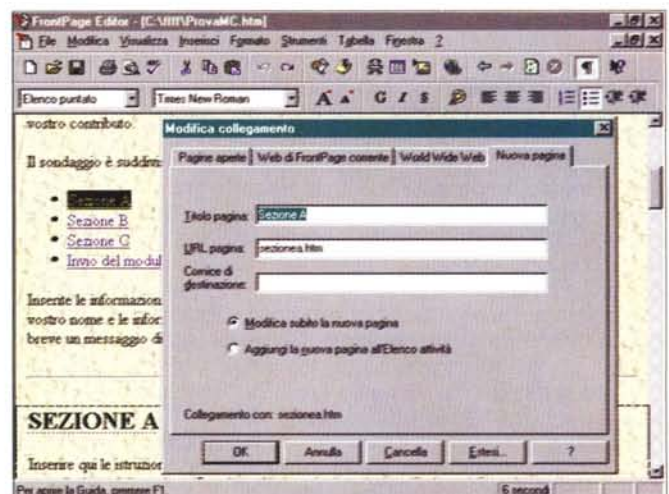 FrontPage Editor - [C:\ffff\ProvaMC.htm]
File Modifica Visualizza Inserisci Formato Strumenti Tabella Finestra ?
Elenco puntato Times New Roman A A G I S
vostro contributo.
Il sondaggio è suddivis
Sezione A
Sezione B
Sezione C
Invio del modul
Inserite le informazion
vostro nome e le infor
breve un messaggio di
SEZIONE A
Inserire qui le istruzior
Modifica collegamento
Pagine aperte Web di FrontPage corrente World Wide Web Nuova pagina
Titolo pagina: Sezione A
URL pagina: sezionea.htm
Cornice di
destinazione:
Modifica subito la nuova pagina
Aggiungi la nuova pagina all'Elenco attività
Collegamento con: sezionea.htm
OK Annulla Cancella Estesi... ?
Per aprire la Guida, premere F1 6 secondi